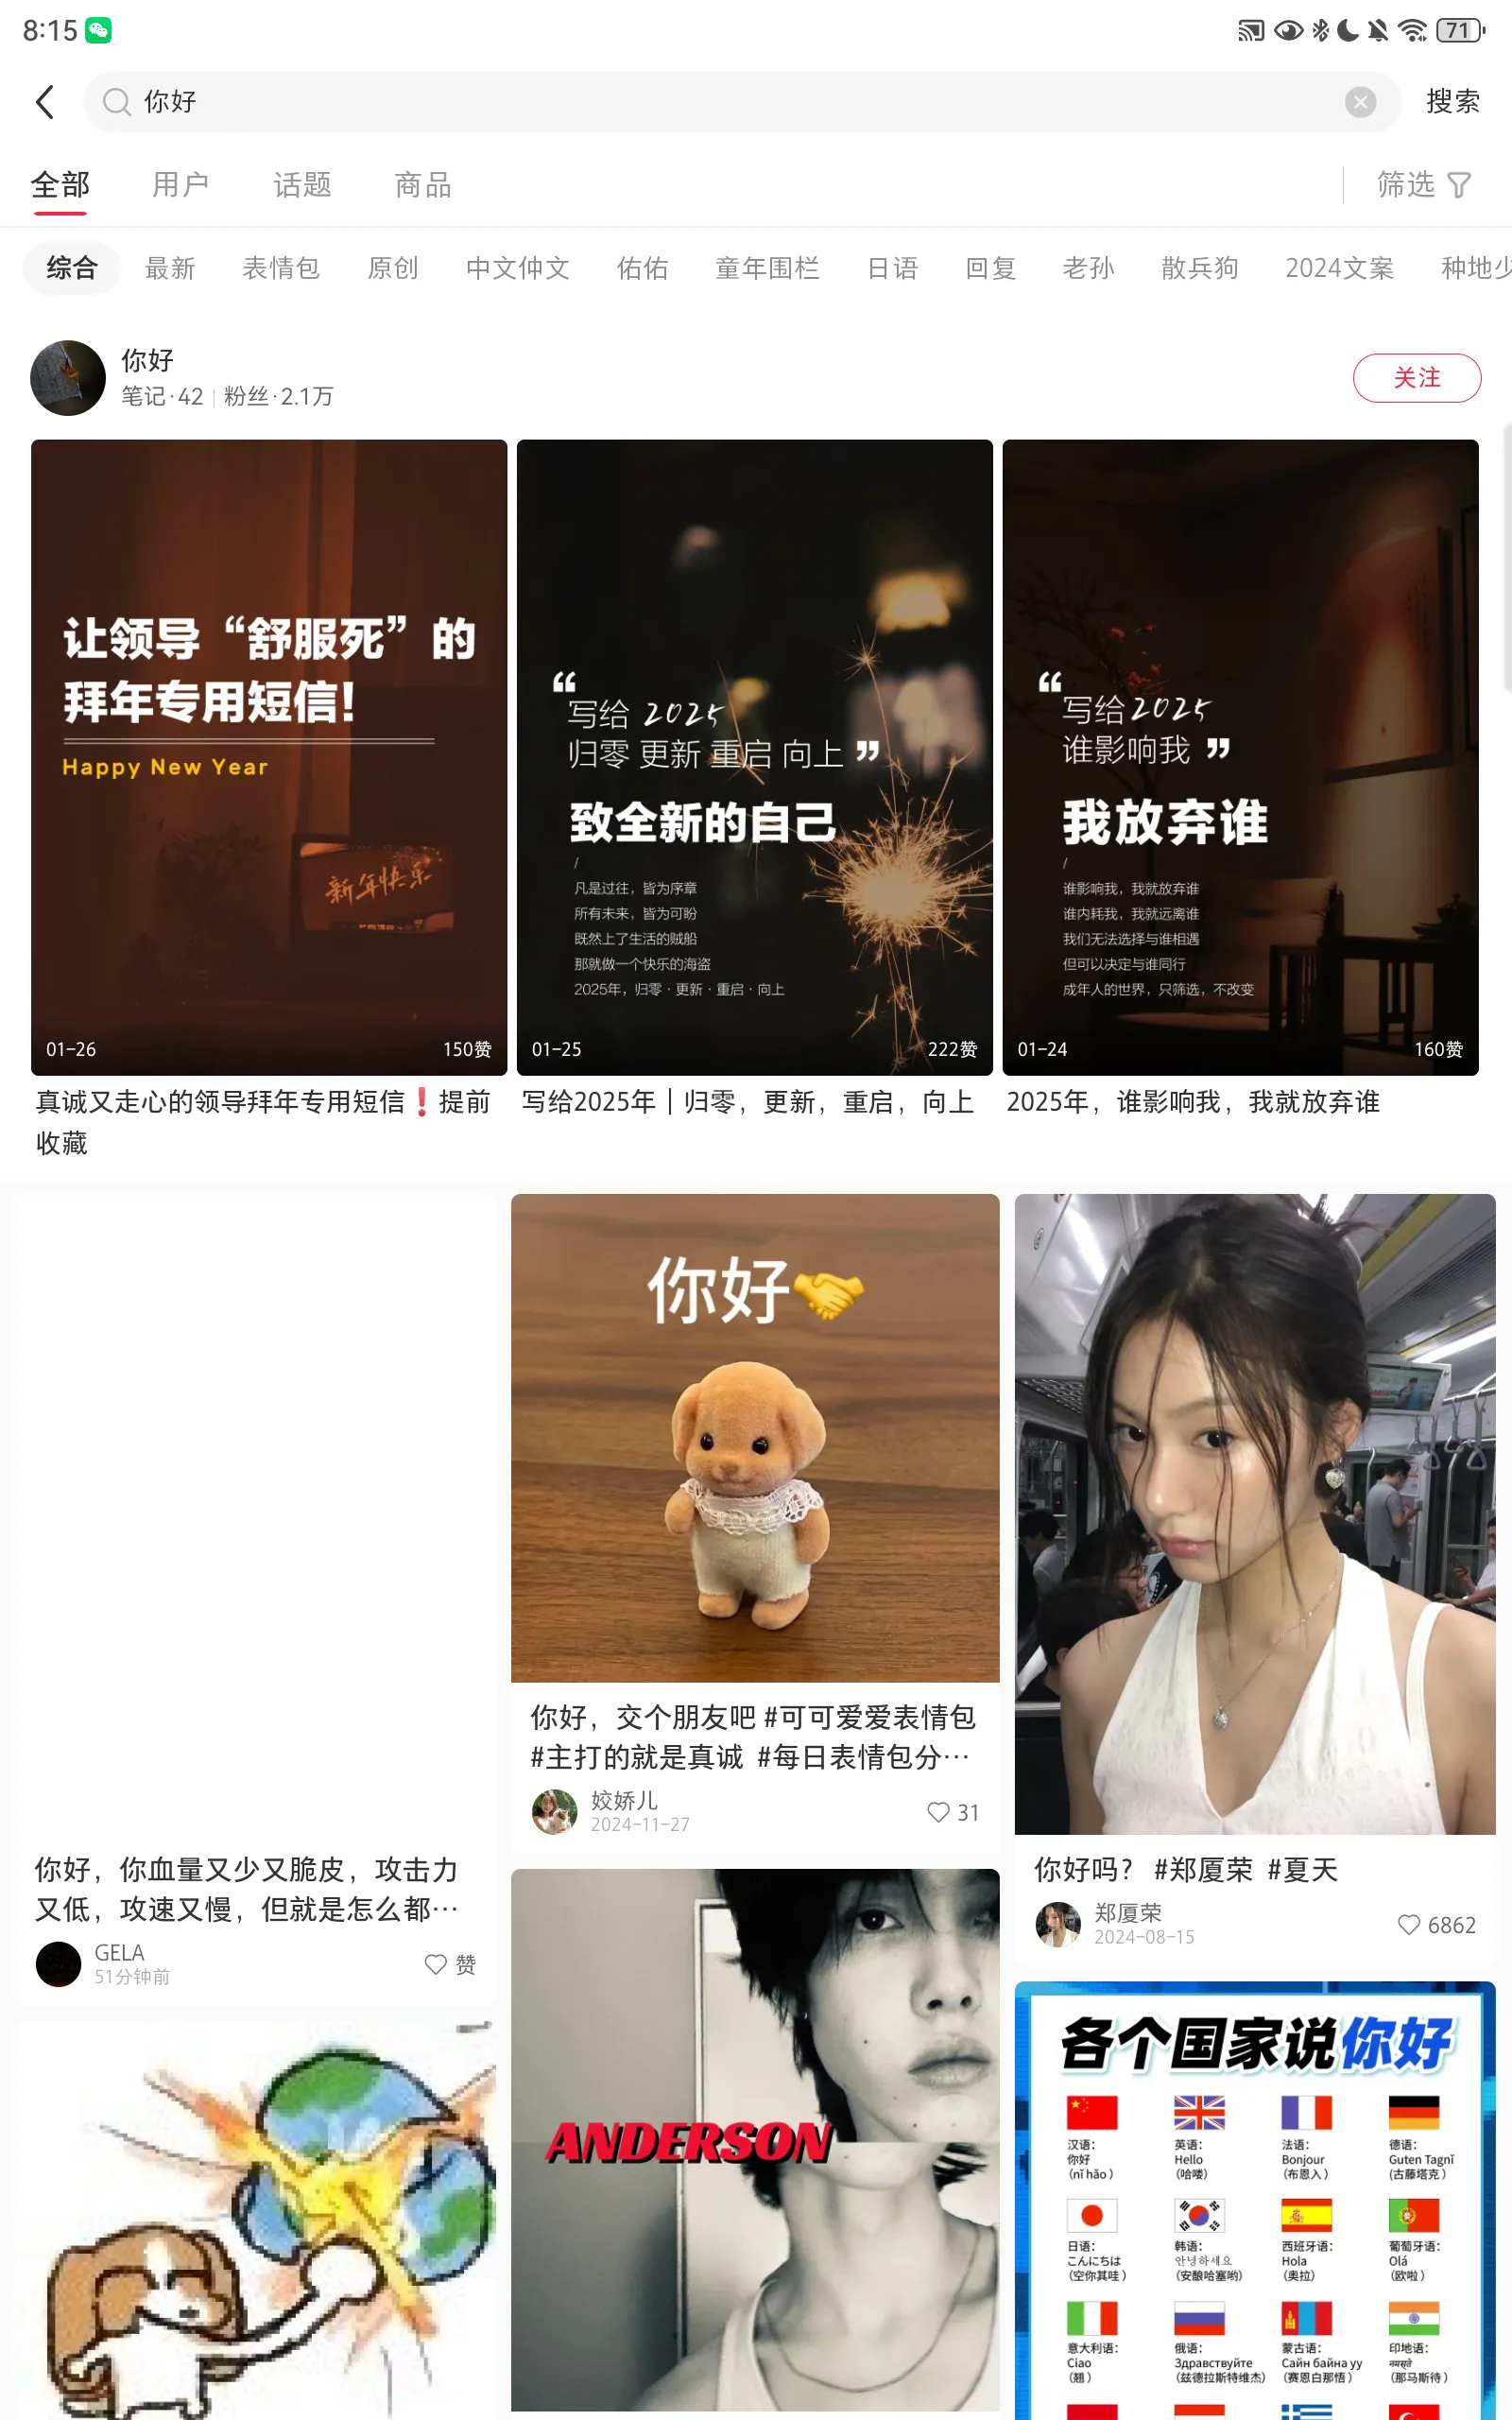 8:15
71
你好
搜索
全部 用户 话题 商品 筛选
综合 最新 表情包 原创 中文仲文 佑佑 童年围栏 日语 回复 老孙 散兵狗 2024文案 种地少
你好
笔记·42 | 粉丝·2.1万
关注
让领导“舒服死”的
拜年专用短信!
Happy New Year
新年快乐
01-26 150赞
真诚又走心的领导拜年专用短信❗提前
收藏
“
写给 2025
归零 更新 重启 向上 ”
致全新的自己
/
凡是过往，皆为序章
所有未来，皆为可盼
既然上了生活的贼船
那就做一个快乐的海盗
2025年，归零 · 更新 · 重启 · 向上
01-25 222赞
写给2025年｜归零，更新，重启，向上
“
写给2025
谁影响我 ”
我放弃谁
/
谁影响我，我就放弃谁
谁内耗我，我就远离谁
我们无法选择与谁相遇
但可以决定与谁同行
成年人的世界，只筛选，不改变
01-24 160赞
2025年，谁影响我，我就放弃谁
你好，你血量又少又脆皮，攻击力
又低，攻速又慢，但就是怎么都…
GELA
51分钟前
赞
你好🤝
你好，交个朋友吧 #可可爱爱表情包
#主打的就是真诚 #每日表情包分…
姣娇儿
2024-11-27
31
ANDERSON
你好吗？ #郑厦荣 #夏天
郑厦荣
2024-08-15
6862
各个国家说你好
汉语： 英语： 法语： 德语：
你好 Hello Bonjour Guten Tagni
（nǐ hǎo） （哈喽） （布恩入） （古藤塔克）
日语： 韩语： 西班牙语： 葡萄牙语：
こんにちは 안녕하세요 Hola Olá
（空你其哇） （安酿哈塞哟） （奥拉） （欧啦）
意大利语： 俄语： 蒙古语： 印地语：
Ciao Здравствуйте Сайн байна уу नमस्ते
（翘） （兹德拉斯特维杰） （赛恩白那悟） （那马斯待）